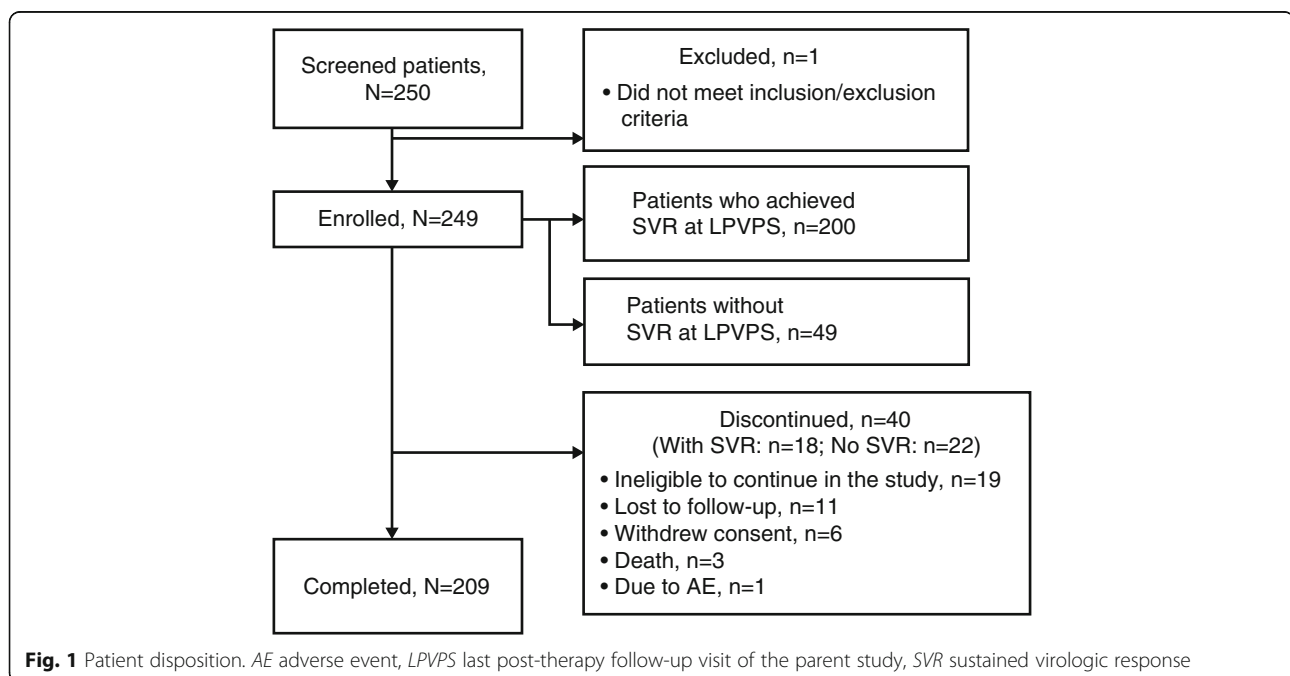 Screened patients,
N=250
Excluded, n=1
• Did not meet inclusion/exclusion
criteria
Enrolled, N=249
Patients who achieved
SVR at LPVPS, n=200
Patients without
SVR at LPVPS, n=49
Discontinued, n=40
(With SVR: n=18; No SVR: n=22)
• Ineligible to continue in the study, n=19
• Lost to follow-up, n=11
• Withdrew consent, n=6
• Death, n=3
• Due to AE, n=1
Completed, N=209
Fig. 1 Patient disposition. AE adverse event, LPVPS last post-therapy follow-up visit of the parent study, SVR sustained virologic response